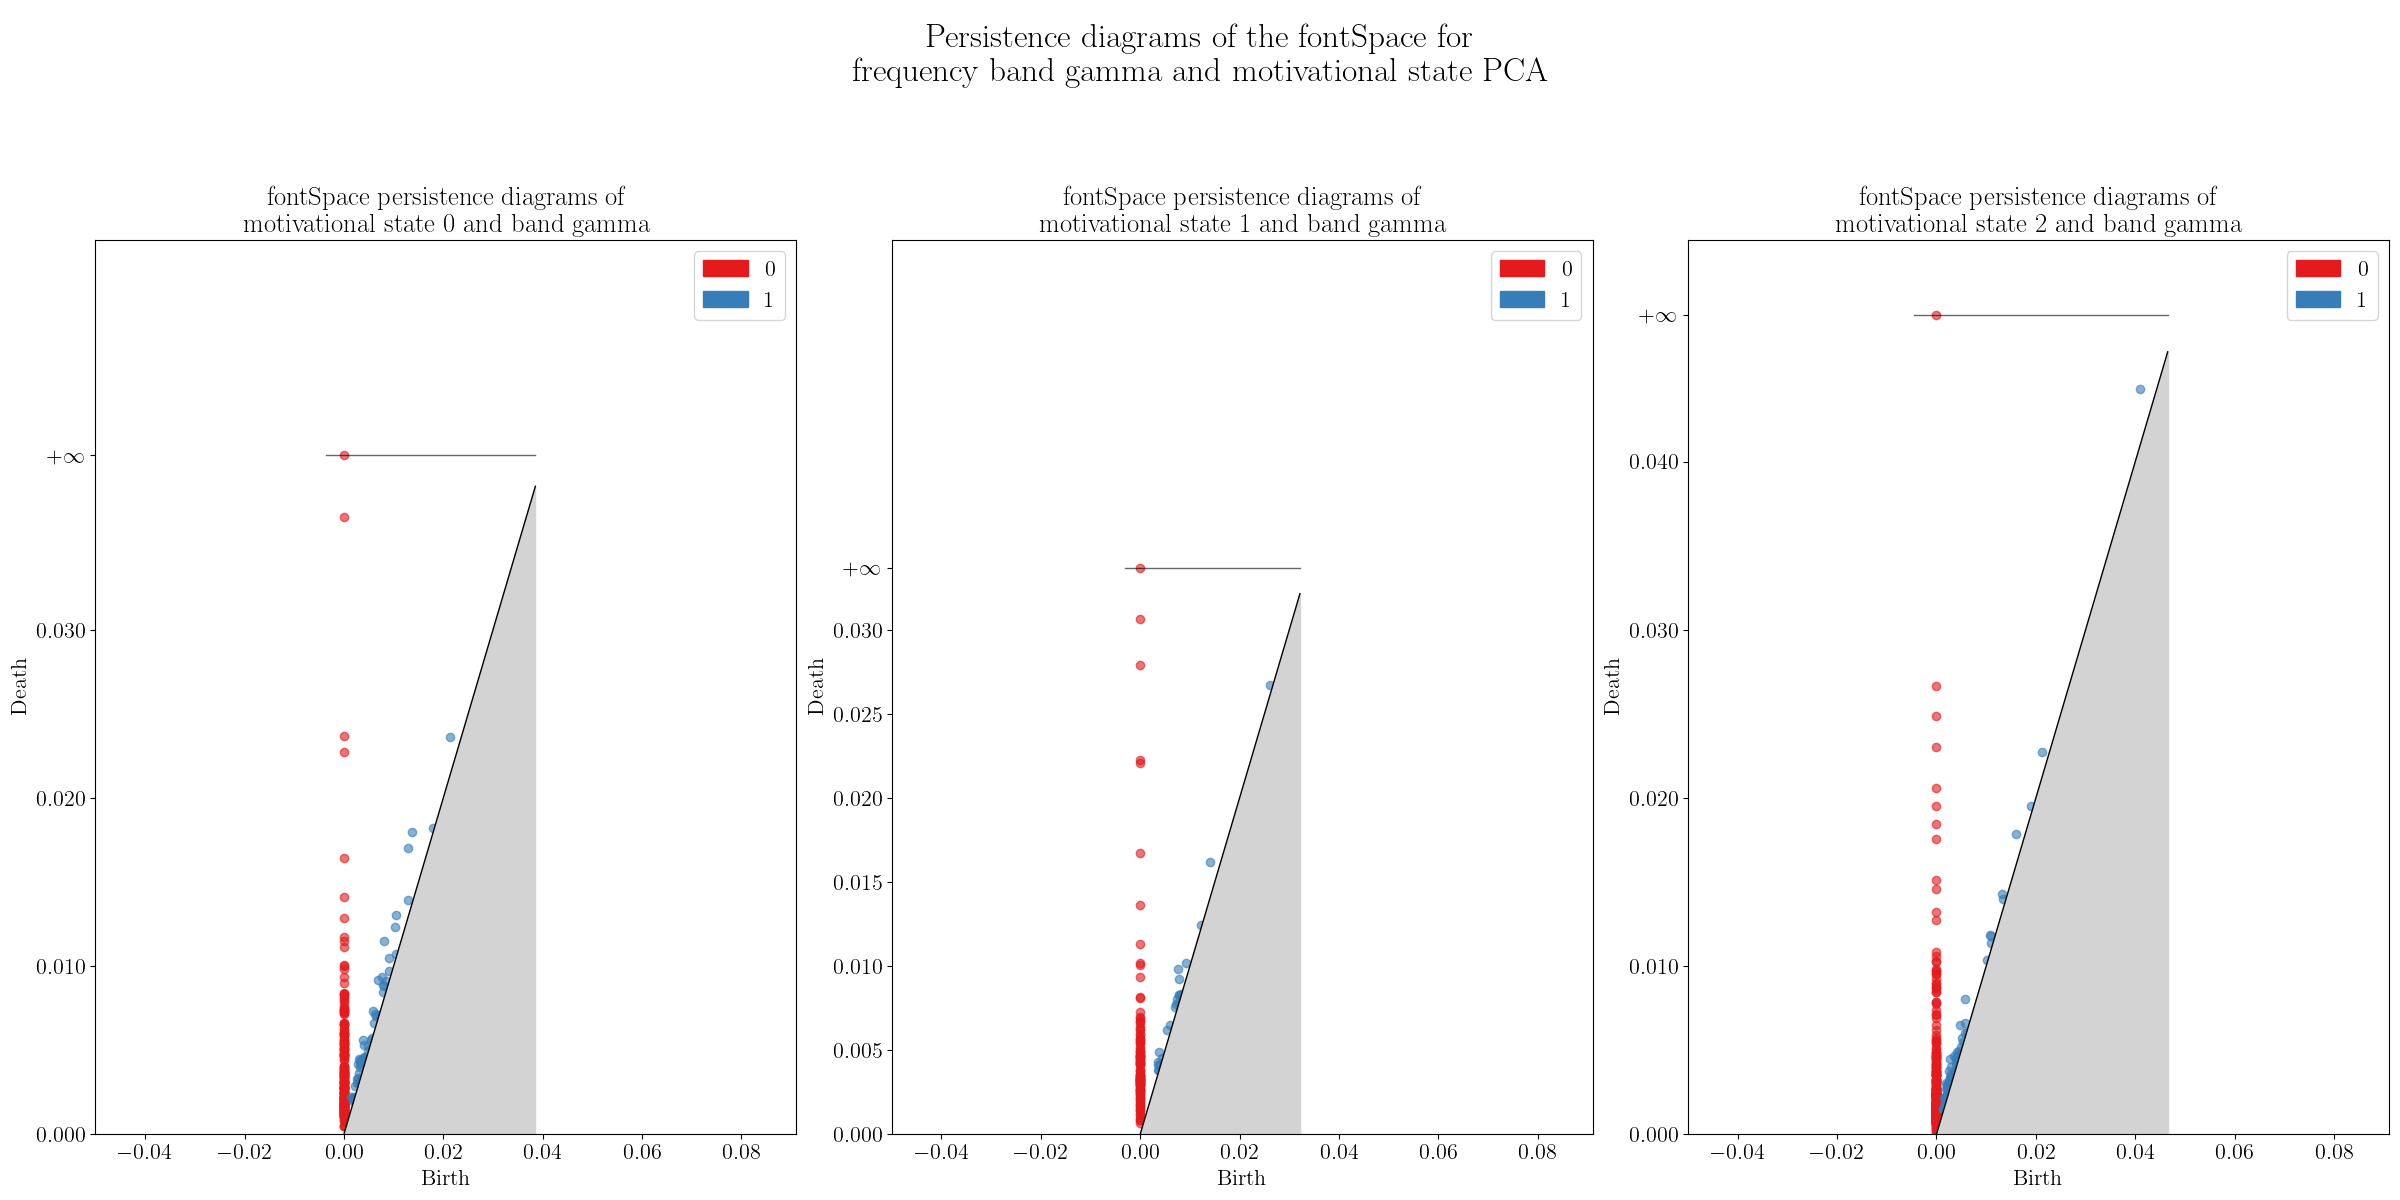 Persistence diagrams of the fontSpace for
frequency band gamma and motivational state PCA
fontSpace persistence diagrams of
motivational state 0 and band gamma
0
1
+∞
0.030
0.020
0.010
0.000
Death
−0.04 −0.02 0.00 0.02 0.04 0.06 0.08
Birth
fontSpace persistence diagrams of
motivational state 1 and band gamma
0
1
+∞
0.030
0.025
0.020
0.015
0.010
0.005
0.000
Death
−0.04 −0.02 0.00 0.02 0.04 0.06 0.08
Birth
fontSpace persistence diagrams of
motivational state 2 and band gamma
0
1
+∞
0.040
0.030
0.020
0.010
0.000
Death
−0.04 −0.02 0.00 0.02 0.04 0.06 0.08
Birth